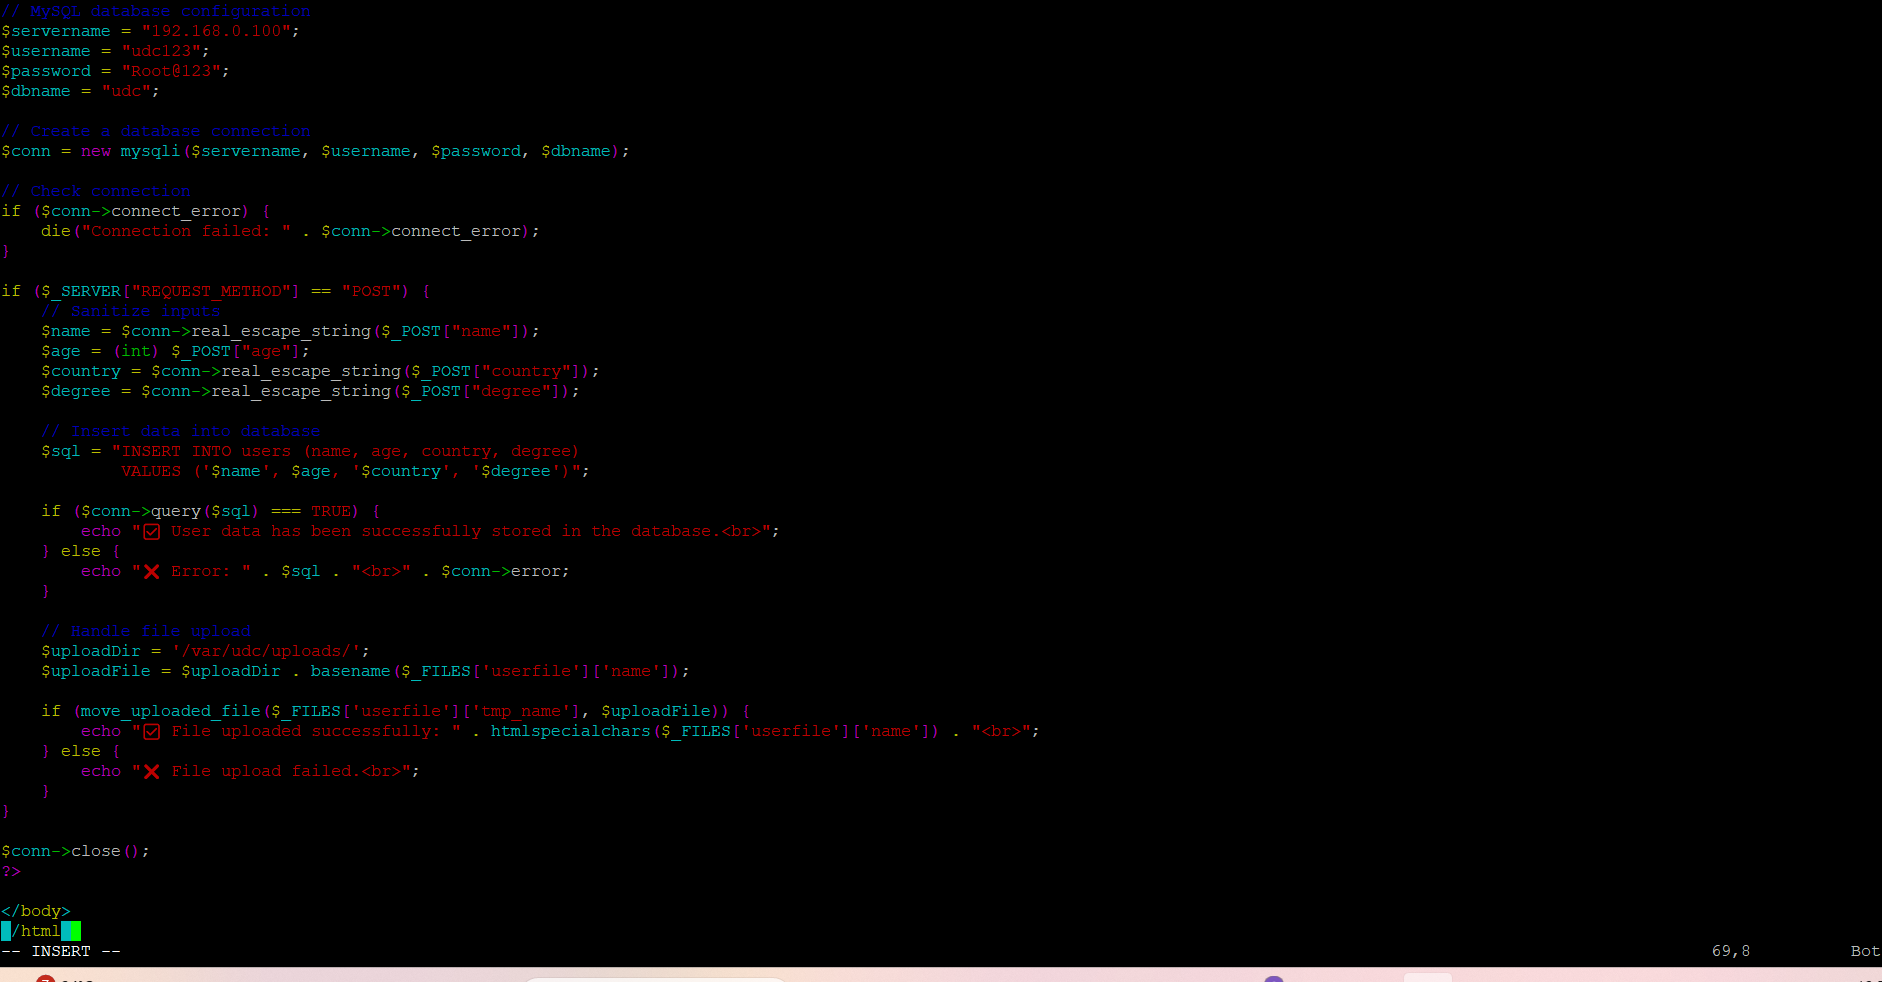 // MySQL database configuration
$servername = "192.168.0.100";
$username = "udc123";
$password = "Root@123";
$dbname = "udc";
// Create a database connection
$conn = new mysqli($servername, $username, $password, $dbname);
// Check connection
if ($conn->connect_error) {
    die("Connection failed: " . $conn->connect_error);
}
if ($_SERVER["REQUEST_METHOD"] == "POST") {
    // Sanitize inputs
    $name = $conn->real_escape_string($_POST["name"]);
    $age = (int) $_POST["age"];
    $country = $conn->real_escape_string($_POST["country"]);
    $degree = $conn->real_escape_string($_POST["degree"]);
    // Insert data into database
    $sql = "INSERT INTO users (name, age, country, degree)
            VALUES ('$name', $age, '$country', '$degree')";
    if ($conn->query($sql) === TRUE) {
        echo "☑ User data has been successfully stored in the database.<br>";
    } else {
        echo "❌ Error: " . $sql . "<br>" . $conn->error;
    }
    // Handle file upload
    $uploadDir = '/var/udc/uploads/';
    $uploadFile = $uploadDir . basename($_FILES['userfile']['name']);
    if (move_uploaded_file($_FILES['userfile']['tmp_name'], $uploadFile)) {
        echo "☑ File uploaded successfully: " . htmlspecialchars($_FILES['userfile']['name']) . "<br>";
    } else {
        echo "❌ File upload failed.<br>";
    }
}
$conn->close();
?>
</body>
</html>
-- INSERT -- 69,8 Bot